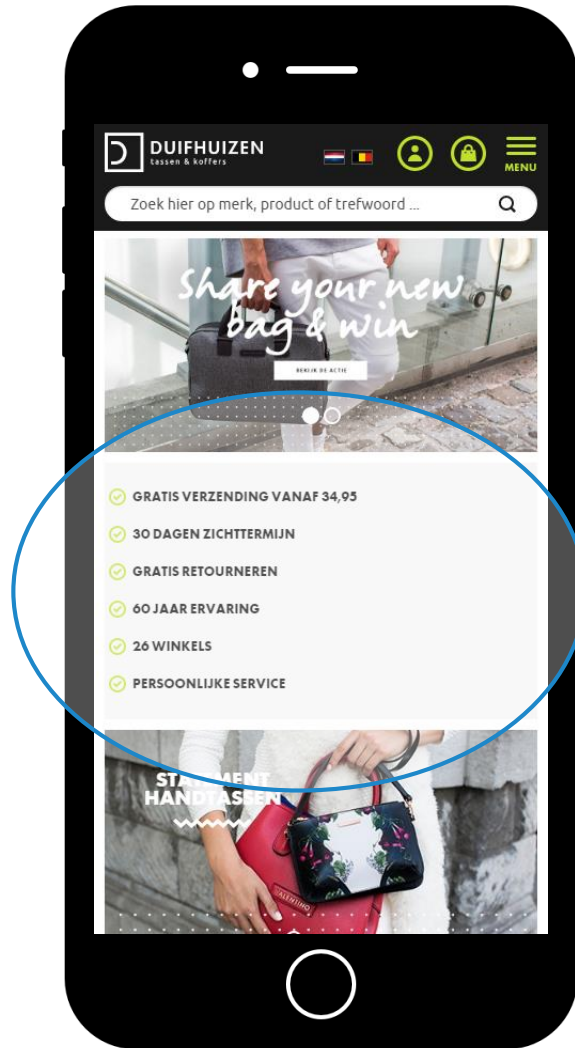 DUIFHUIZEN
tassen & koffers
MENU
Zoek hier op merk, product of trefwoord ...
Share your new
bag & win
BEKIJK DE ACTIE
GRATIS VERZENDING VANAF 34,95
30 DAGEN ZICHTTERMIJN
GRATIS RETOURNEREN
60 JAAR ERVARING
26 WINKELS
PERSOONLIJKE SERVICE
STATEMENT
HANDTASSEN
VALENTINO